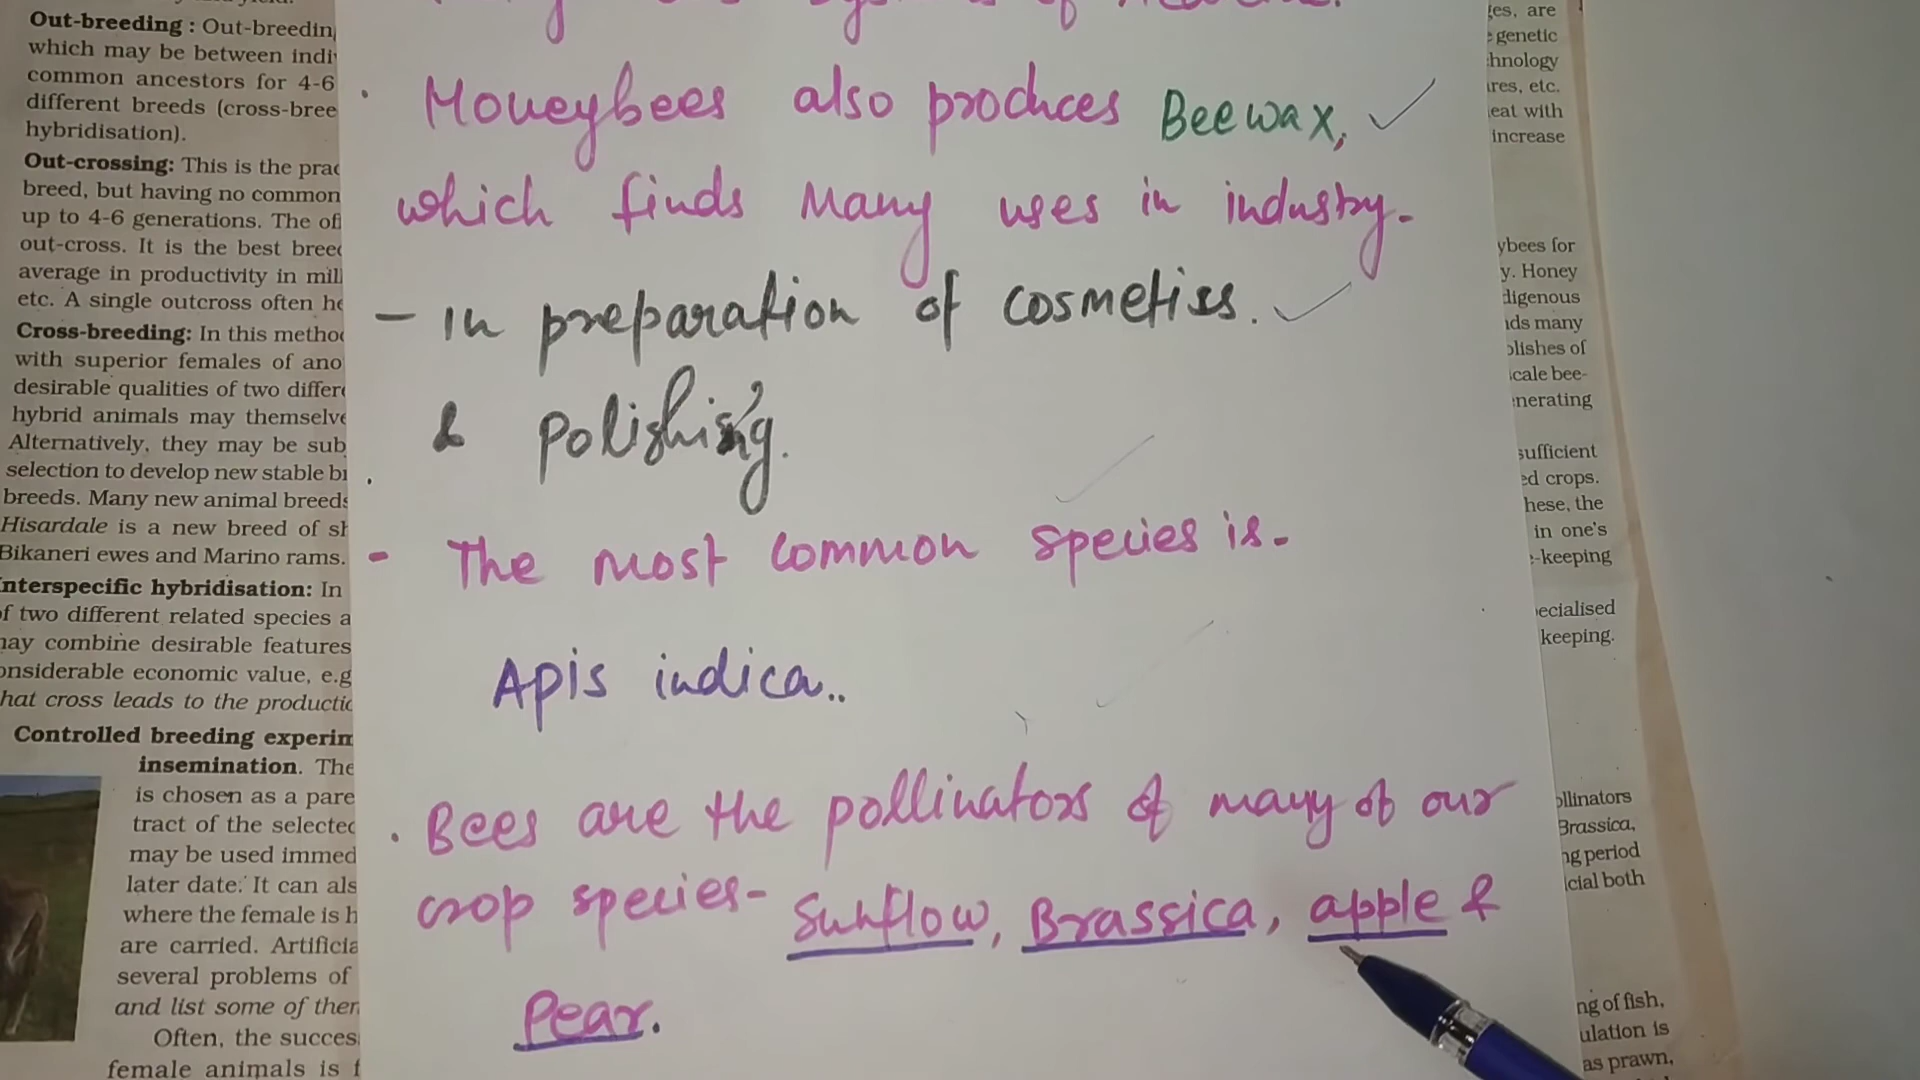 Out-breeding : Out-breedin
which may be between indi
common ancestors for 4-6
different breeds (cross-bree
hybridisation).
Out-crossing: This is the prac
breed, but having no common
up to 4-6 generations. The of
out-cross. It is the best bree
average in productivity in mil
etc. A single outcross often he
Cross-breeding: In this metho
with superior females of ano
desirable qualities of two differ
hybrid animals may themselve
Alternatively, they may be sub
selection to develop new stable b
breeds. Many new animal breeds
Hisardale is a new breed of sh
Bikaneri ewes and Marino rams.
nterspecific hybridisation: In
of two different related species a
may combine desirable features
onsiderable economic value, e.g
hat cross leads to the productio
Controlled breeding experim
insemination. The
is chosen as a pare
tract of the selected
may be used immed
later date. It can als
where the female is h
are carried. Artificia
several problems of
and list some of then
Often, the succes
female animals is f
Honeybees also produces Beewax,
which finds many uses in industry.
- in preparation of cosmetiss.
& polishing.
- The most common species is.
Apis indica..
. Bees are the pollinators of many of our
crop species- Sunflow, Brassica, apple &
Pear.
ges, are
genetic
hnology
ires, etc.
eat with
increase
ybees for
y. Honey
digenous
nds many
olishes of
scale bee-
enerating
sufficient
ed crops.
hese, the
in one's
-keeping
ecialised
keeping.
ollinators
Brassica,
ng period
icial both
ng of fish,
ulation is
as prawn,